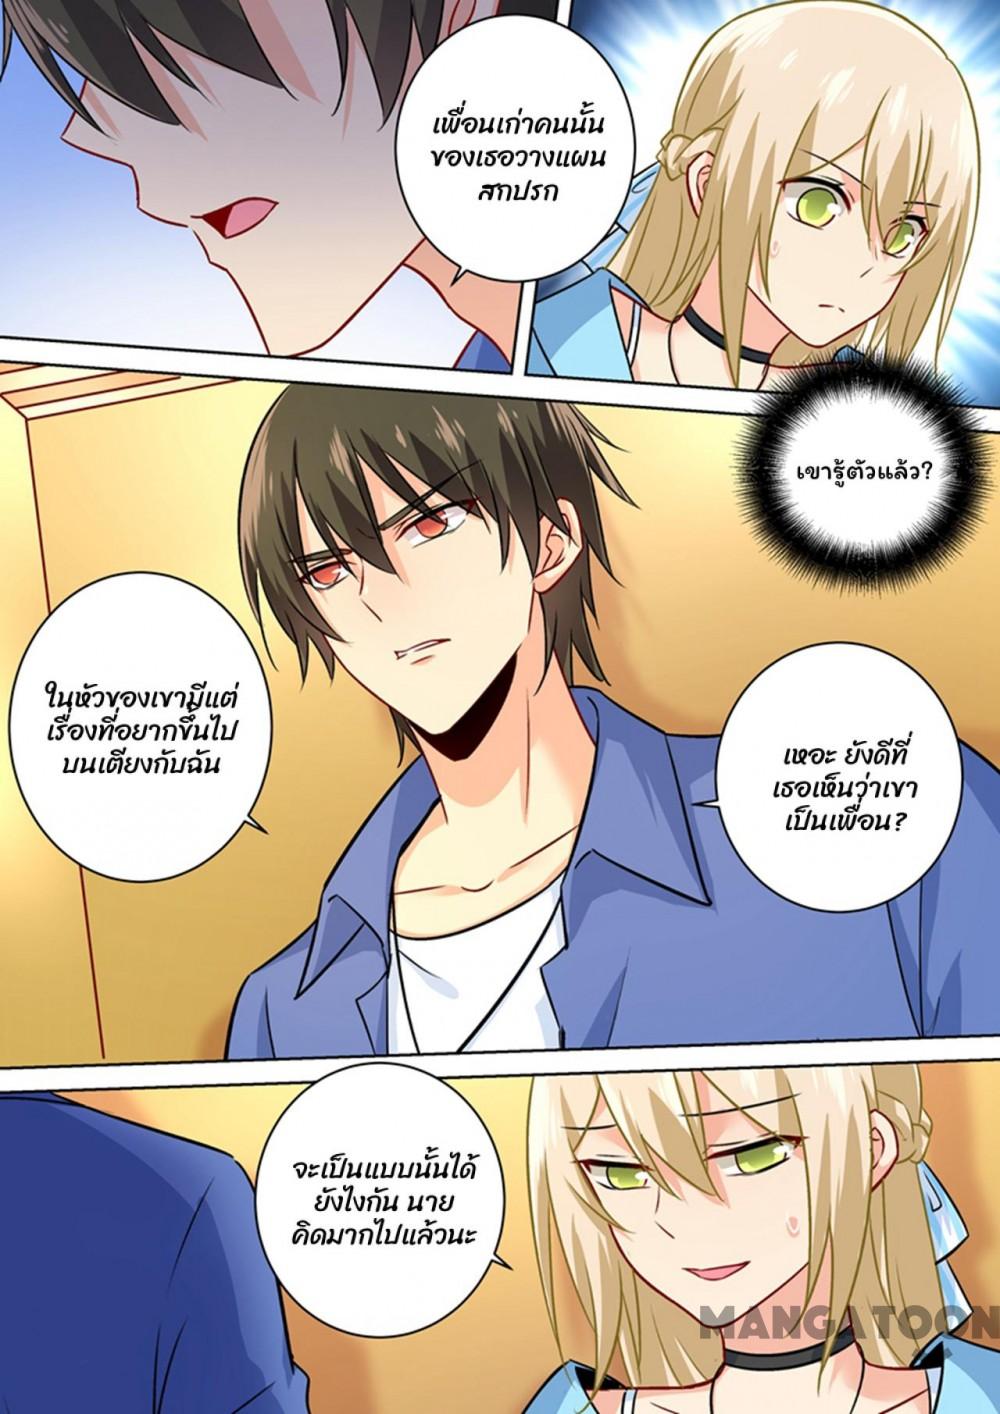 เพื่อนเก่าคนนั้น
ของเธอวางแผน
สกปรก
เขารู้ตัวแล้ว?
ในหัวของเขามีแต่
เรื่องที่อยากขึ้นไป
บนเตียงกับฉัน
เหอะ ยังดีที่
เธอเห็นว่าเขา
เป็นเพื่อน?
จะเป็นแบบนั้นได้
ยังไงกัน นาย
คิดมากไปแล้วนะ
MANGATOON